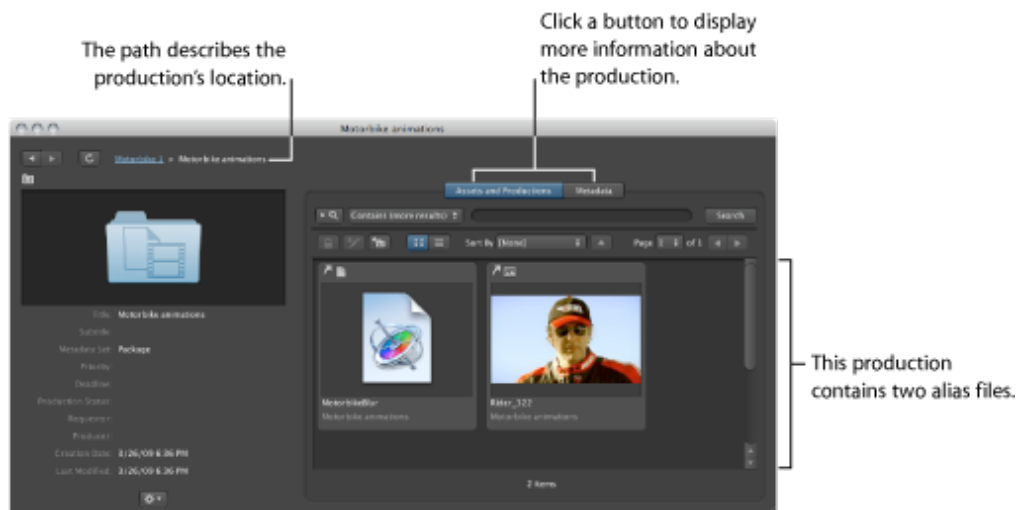 Click a button to display
more information about
the production.
The path describes the
production's location.
Motorbike animations
Motorbike 1 » Motorbike animations
Assets and Productions
Metadata
Contains (more results)
Search
Sort By [None]
Page 1 of 1
Title: Motorbike animations
Subtitle:
Metadata Set: Package
Priority:
Deadline:
Production Status:
Requester:
Producer:
Creation Date: 3/26/09 6:36 PM
Last Modified: 3/26/09 6:36 PM
MotorbikeBlur
Motorbike animations
Rider_322
Motorbike animations
2 items
This production
contains two alias files.